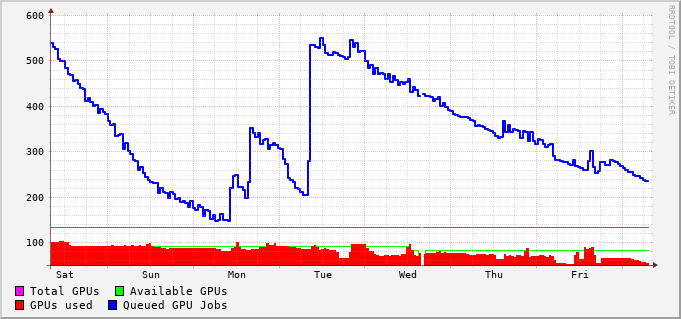 600
500
400
300
200
100
Sat Sun Mon Tue Wed Thu Fri
Total GPUs Available GPUs
GPUs used Queued GPU Jobs
RRDTOOL / TOBI OETIKER